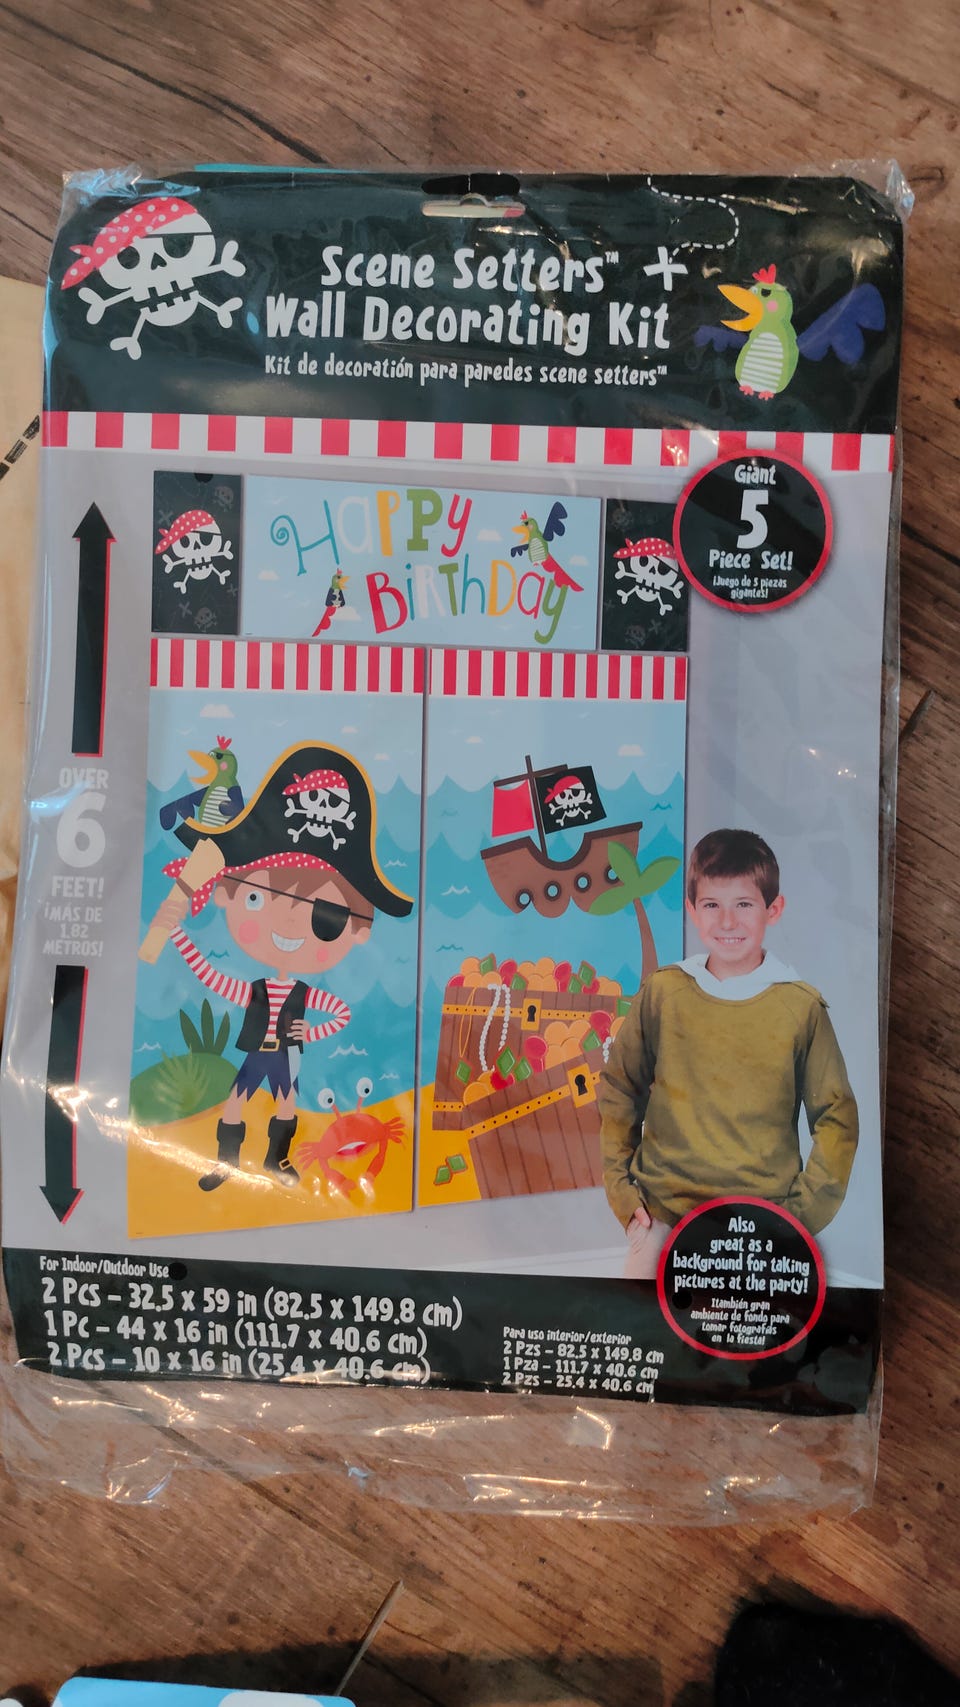 Scene Setters™ +
Wall Decorating Kit
Kit de decoratión para paredes scene setters™
Giant
5
Piece Set!
¡Juego de 5 piezas
gigantes!
HAPPY
BiRTHDay
OVER
6
FEET!
¡MÁS DE
1,82
METROS!
Also
great as a
background for taking
pictures at the party!
¡también gran
ambiente de fondo para
tomar fotografías
en la fiesta!
For Indoor/Outdoor Use
2 Pcs – 32.5 x 59 in (82.5 x 149.8 cm)
1 Pc – 44 x 16 in (111.7 x 40.6 cm)
2 Pcs – 10 x 16 in (25.4 x 40.6 cm)
Para uso interior/exterior
2 Pzs – 82.5 x 149.8 cm
1 Pza – 111.7 x 40.6 cm
2 Pzs – 25.4 x 40.6 cm